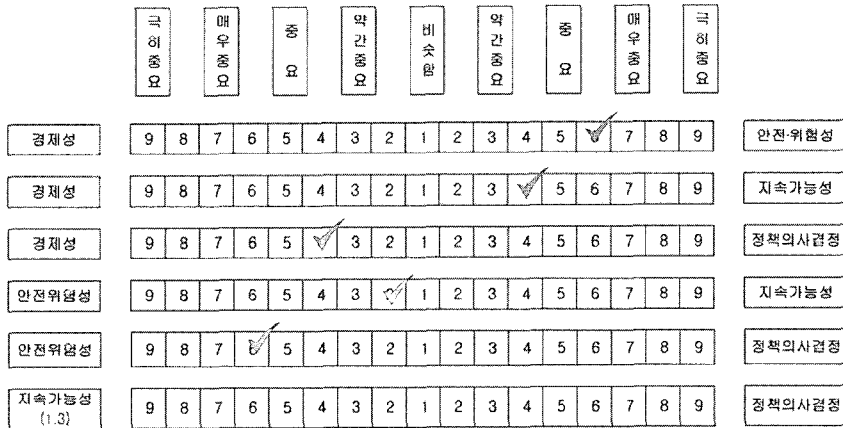 극히중요 매우중요 중요 약간중요 비슷함 약간중요 중요 매우중요 극히중요
경제성 9 8 7 6 5 4 3 2 1 2 3 4 5 6 7 8 9 안전·위험성
경제성 9 8 7 6 5 4 3 2 1 2 3 5 6 7 8 9 지속가능성
경제성 9 8 7 6 5 3 2 1 2 3 4 5 6 7 8 9 정책의사결정
안전위험성 9 8 7 6 5 4 3 2 1 2 3 4 5 6 7 8 9 지속가능성
안전위험성 9 8 7 6 5 4 3 2 1 2 3 4 5 6 7 8 9 정책의사결정
지속가능성 9 8 7 6 5 4 3 2 1 2 3 4 5 6 7 8 9 정책의사결정
(1.3)